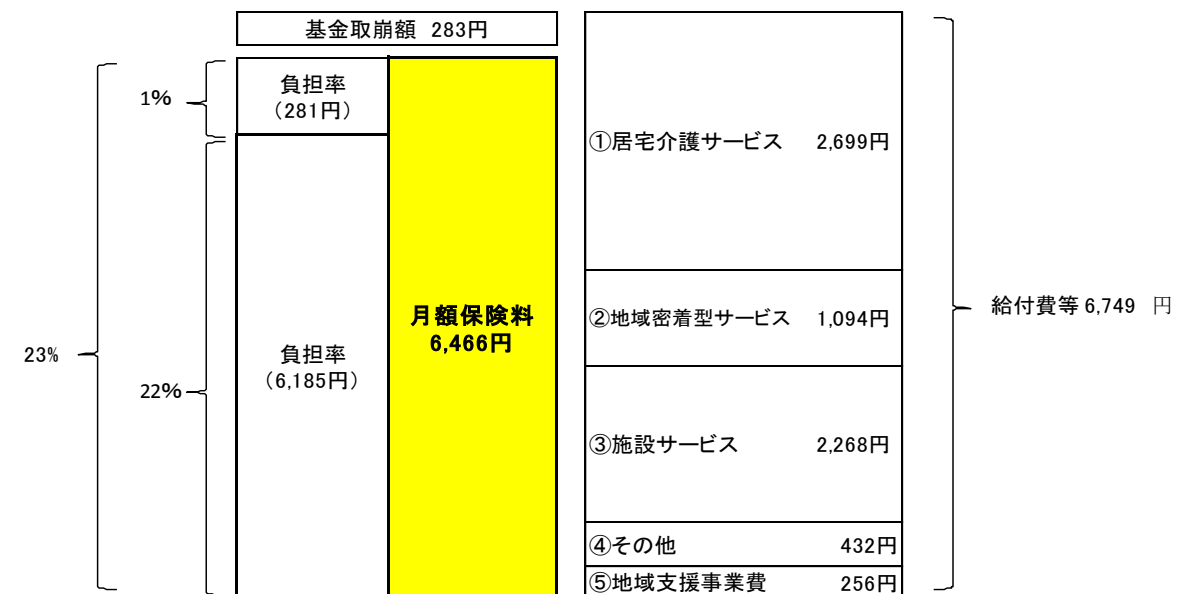 基金取崩額 283円
1%
負担率
（281円）
23%
22%
負担率
（6,185円）
月額保険料
6,466円
①居宅介護サービス 2,699円
②地域密着型サービス 1,094円
③施設サービス 2,268円
④その他 432円
⑤地域支援事業費 256円
給付費等 6,749 円